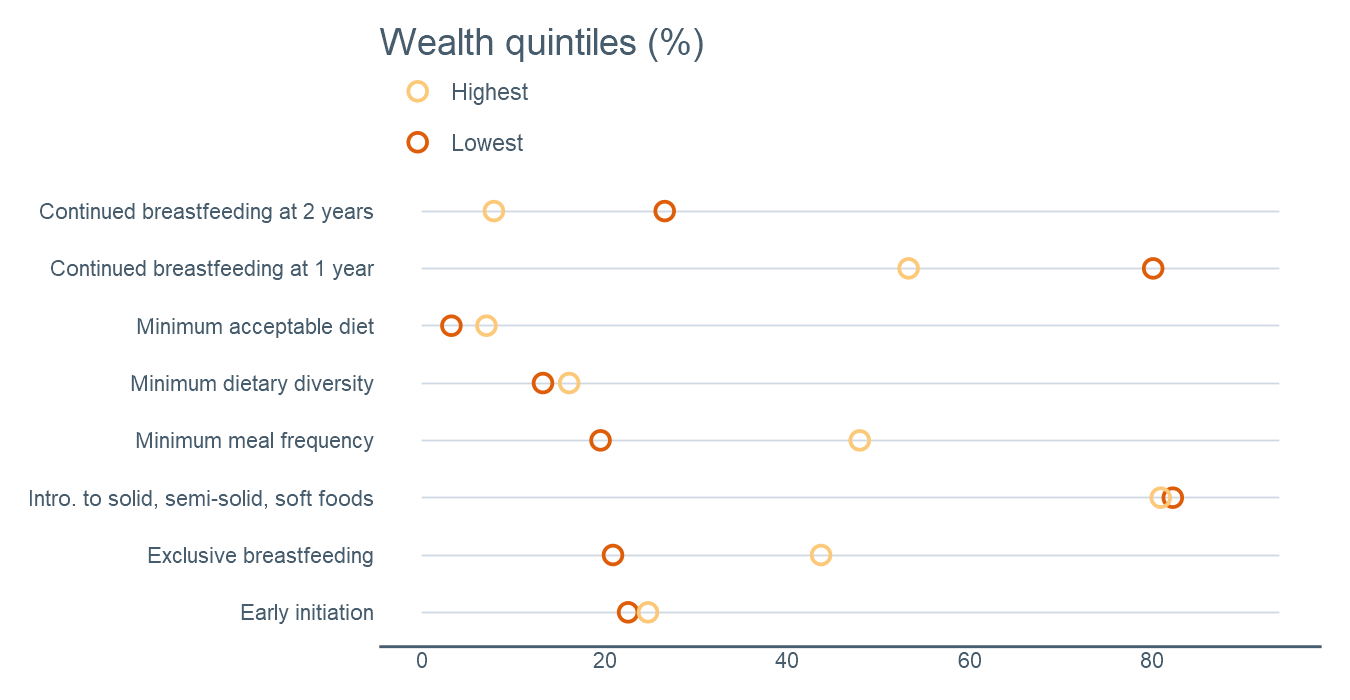 Wealth quintiles (%)
Highest
Lowest
Continued breastfeeding at 2 years
Continued breastfeeding at 1 year
Minimum acceptable diet
Minimum dietary diversity
Minimum meal frequency
Intro. to solid, semi-solid, soft foods
Exclusive breastfeeding
Early initiation
0 20 40 60 80